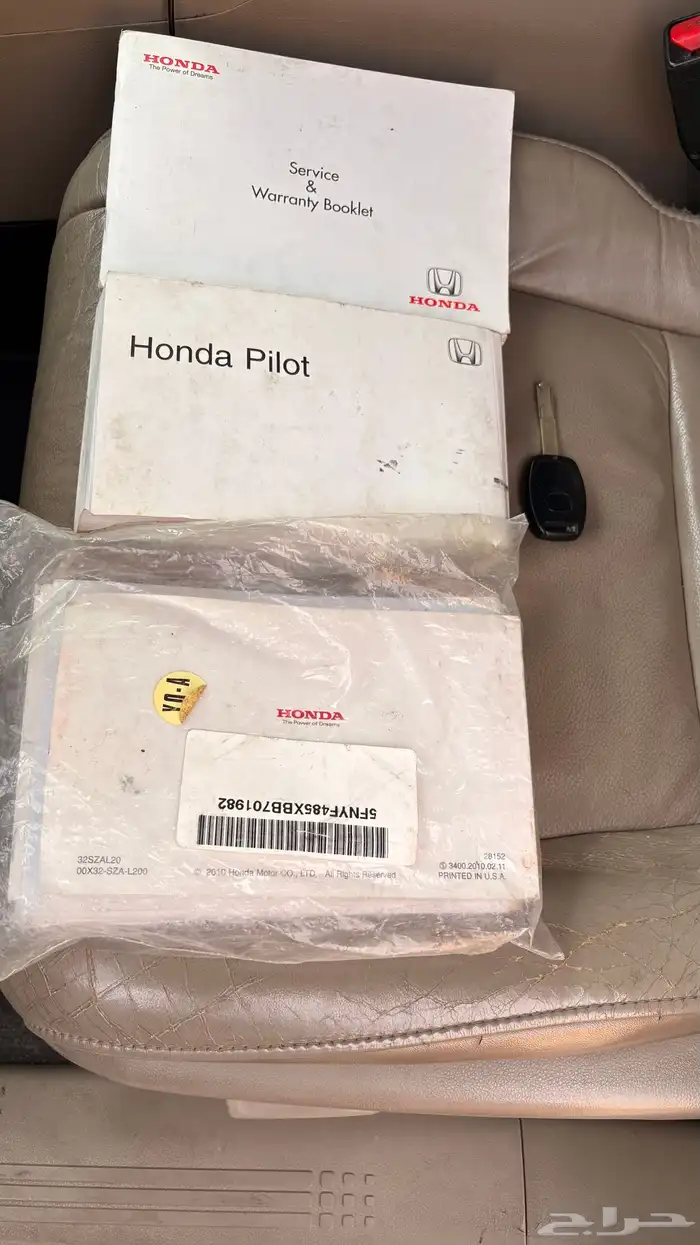 HONDA
The Power of Dreams
Service
&
Warranty Booklet
HONDA
Honda Pilot
YN-A
HONDA
The Power of Dreams
5FNYF485XBB701982
32SZAL20
00X32-SZA-L200
© 2010 Honda Motor CO., LTD. All Rights Reserved
28152
Ⓢ 3400.2010.02.11
PRINTED IN U.S.A.
حراج